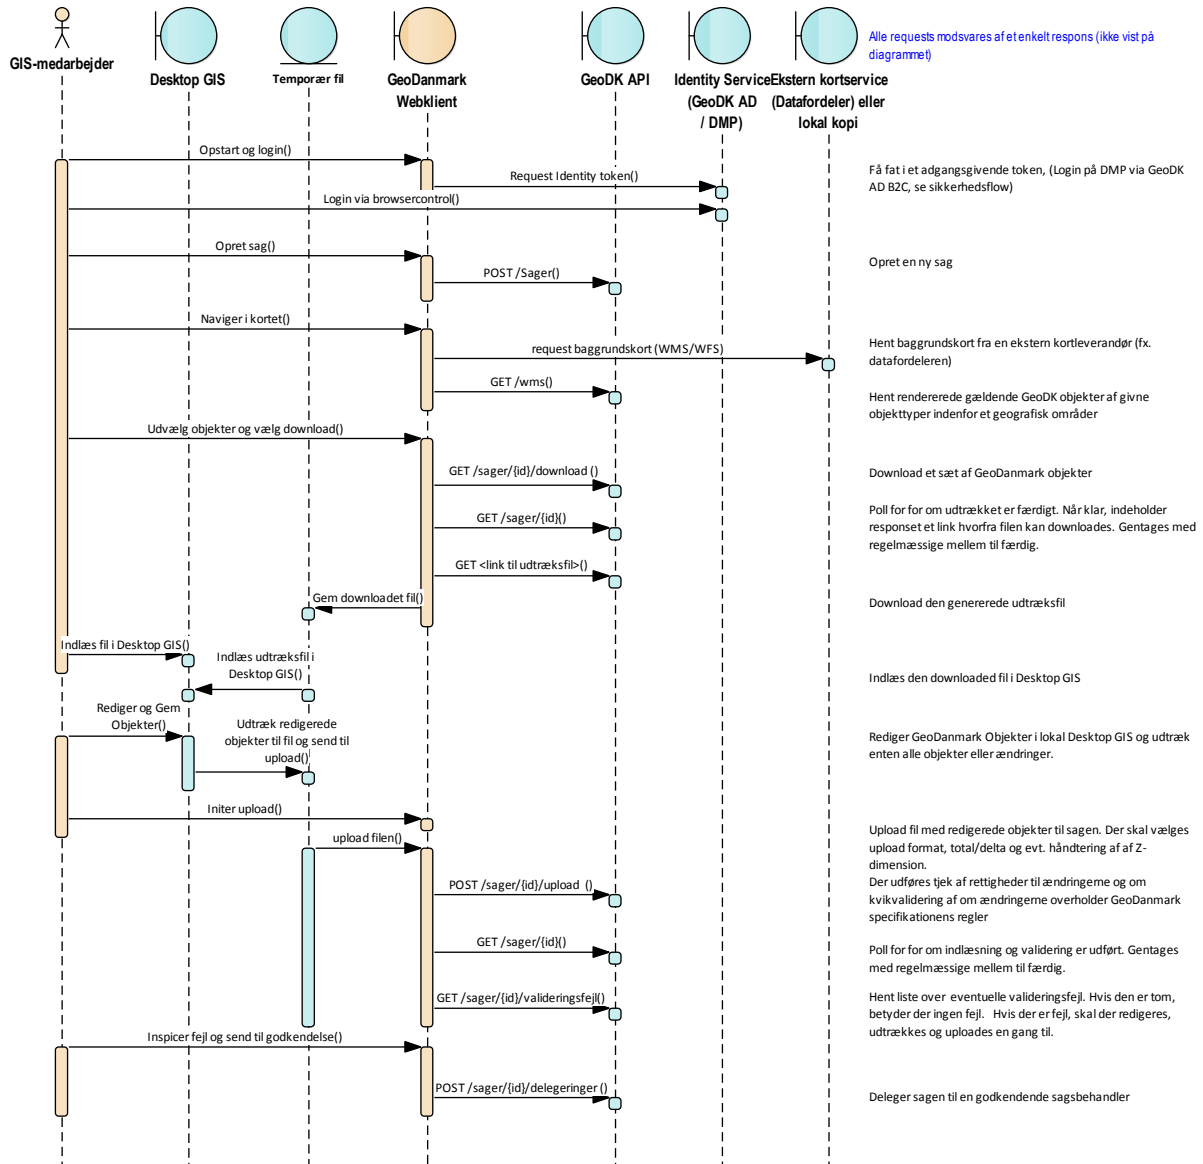 Alle requests modsvares af et enkelt respons (ikke vist på
diagrammet)
GIS-medarbejder
Desktop GIS
Temporær fil
GeoDanmark
Webklient
GeoDK API
Identity Service
(GeoDK AD
/ DMP)
Ekstern kortservice
(Datafordeler) eller
lokal kopi
Opstart og login()
Request Identity token()
Få fat i et adgangsgivende token, (Login på DMP via GeoDK
AD B2C, se sikkerhedsflow)
Login via browsercontrol()
Opret sag()
POST /Sager()
Opret en ny sag
Naviger i kortet()
request baggrundskort (WMS/WFS)
Hent baggrundskort fra en ekstern kortleverandør (fx.
datafordeleren)
GET /wms()
Hent rendererede gældende GeoDK objekter af givne
objekttyper indenfor et geografisk områder
Udvælg objekter og vælg download()
GET /sager/{id}/download ()
Download et sæt af GeoDanmark objekter
GET /sager/{id}()
Poll for for om udtrækket er færdigt. Når klar, indeholder
responset et link hvorfra filen kan downloades. Gentages med
regelmæssige mellem til færdig.
GET <link til udtræksfil>()
Gem downloadet fil()
Download den genererede udtræksfil
Indlæs fil i Desktop GIS()
Indlæs udtræksfil i
Desktop GIS()
Indlæs den downloaded fil i Desktop GIS
Rediger og Gem
Objekter()
Udtræk redigerede
objekter til fil og send til
upload()
Rediger GeoDanmark Objekter i lokal Desktop GIS og udtræk
enten alle objekter eller ændringer.
Initer upload()
upload filen()
Upload fil med redigerede objekter til sagen. Der skal vælges
upload format, total/delta og evt. håndtering af af Z-
dimension.
POST /sager/{id}/upload ()
Der udføres tjek af rettigheder til ændringerne og om
kvikvalidering af om ændringerne overholder GeoDanmark
specifikationens regler
GET /sager/{id}()
Poll for for om indlæsning og validering er udført. Gentages
med regelmæssige mellem til færdig.
GET /sager/{id}/valideringsfejl()
Hent liste over eventuelle valideringsfejl. Hvis den er tom,
betyder der ingen fejl. Hvis der er fejl, skal der redigeres,
udtrækkes og uploades en gang til.
Inspicer fejl og send til godkendelse()
POST /sager/{id}/delegeringer ()
Deleger sagen til en godkendende sagsbehandler